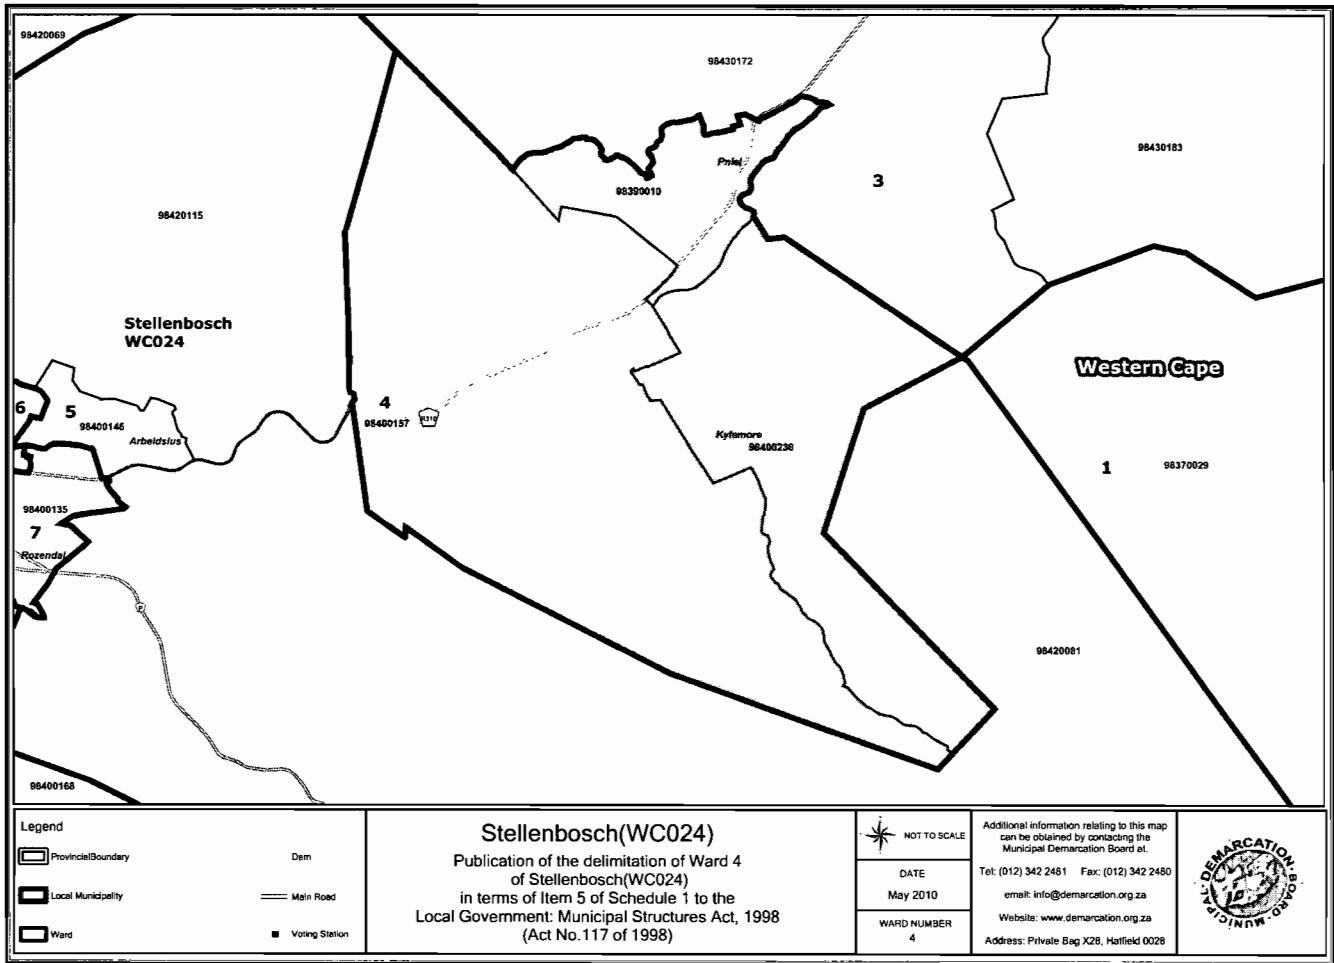 98420069
98430172
98430183
Pniel
98390010
3
98420115
Stellenbosch
WC024
Western Cape
6
5
98400146
Arbeidslus
4
98400157
R310
Kylemore
98400236
1
98370029
98400135
7
Rozendal
98420081
98400168
Legend
ProvincialBoundary
Dam
Local Municipality
Main Road
Ward
Voting Station
Stellenbosch(WC024)
Publication of the delimitation of Ward 4
of Stellenbosch(WC024)
in terms of Item 5 of Schedule 1 to the
Local Government: Municipal Structures Act, 1998
(Act No.117 of 1998)
NOT TO SCALE
DATE
May 2010
WARD NUMBER
4
Additional information relating to this map
can be obtained by contacting the
Municipal Demarcation Board at.
Tel: (012) 342 2481 Fax: (012) 342 2480
email: info@demarcation.org.za
Website: www.demarcation.org.za
Address: Private Bag X28, Hatfield 0028
MUNICIPAL DEMARCATION BOARD